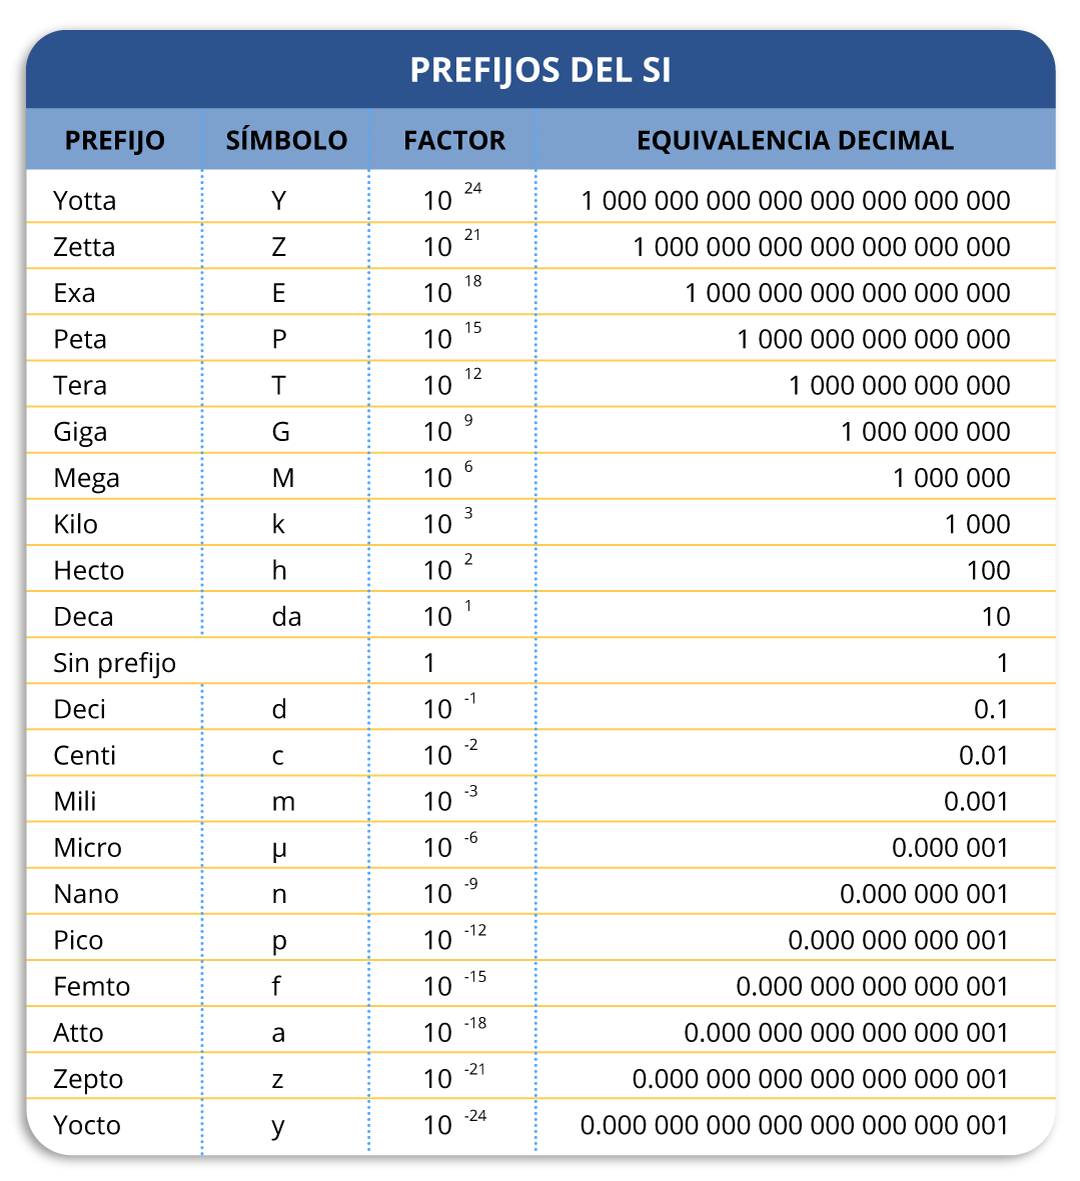 PREFIJOS DEL SI
PREFIJO SÍMBOLO FACTOR EQUIVALENCIA DECIMAL
Yotta Y 10 24 1 000 000 000 000 000 000 000 000
Zetta Z 10 21 1 000 000 000 000 000 000 000
Exa E 10 18 1 000 000 000 000 000 000
Peta P 10 15 1 000 000 000 000 000
Tera T 10 12 1 000 000 000 000
Giga G 10 9 1 000 000 000
Mega M 10 6 1 000 000
Kilo k 10 3 1 000
Hecto h 10 2 100
Deca da 10 1 10
Sin prefijo 1 1
Deci d 10 -1 0.1
Centi c 10 -2 0.01
Mili m 10 -3 0.001
Micro µ 10 -6 0.000 001
Nano n 10 -9 0.000 000 001
Pico p 10 -12 0.000 000 000 001
Femto f 10 -15 0.000 000 000 000 001
Atto a 10 -18 0.000 000 000 000 000 001
Zepto z 10 -21 0.000 000 000 000 000 000 001
Yocto y 10 -24 0.000 000 000 000 000 000 000 001